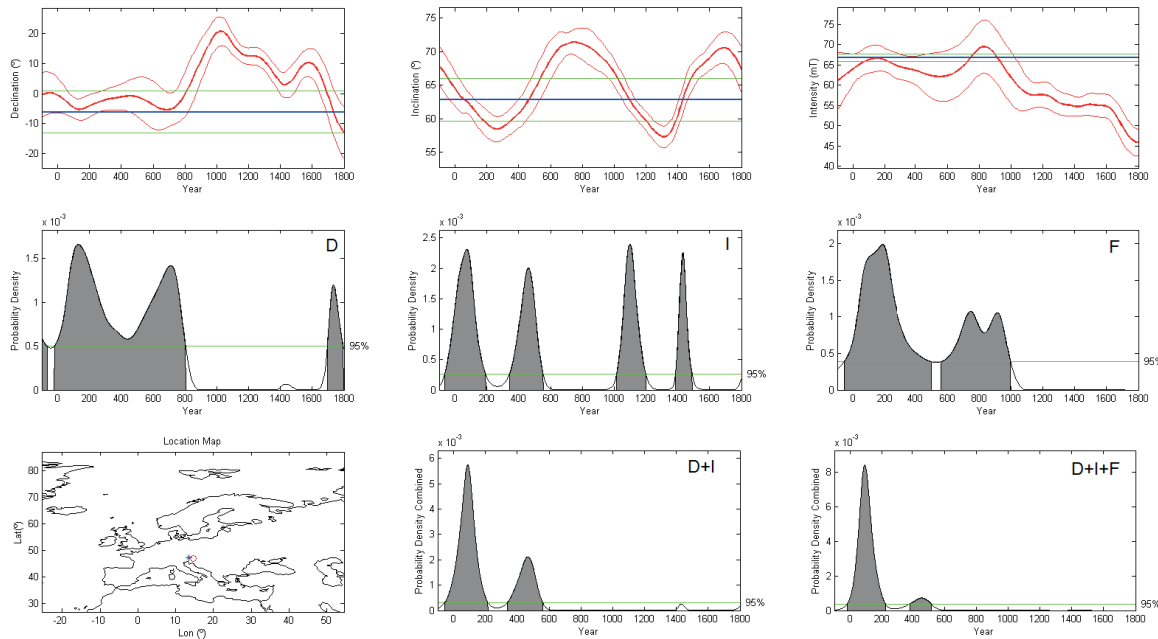 20
10
0
-10
-20
Declination (º)
0 200 400 600 800 1000 1200 1400 1600 1800
Year
75
70
65
60
55
Inclination (º)
0 200 400 600 800 1000 1200 1400 1600 1800
Year
75
70
65
60
55
50
45
40
Intensity (mT)
0 200 400 600 800 1000 1200 1400 1600 1800
Year
x 10⁻³
D
1.5
1
0.5
0
Probability Density
95%
0 200 400 600 800 1000 1200 1400 1600 1800
Year
x 10⁻³
I
2.5
2
1.5
1
0.5
0
Probability Density
95%
0 200 400 600 800 1000 1200 1400 1600 1800
Year
x 10⁻³
F
2
1.5
1
0.5
0
Probability Density
95%
0 200 400 600 800 1000 1200 1400 1600 1800
Year
Location Map
80
70
60
50
40
30
Lat(º)
-20 -10 0 10 20 30 40 50
Lon (º)
x 10⁻³
D+I
6
5
4
3
2
1
0
Probability Density Combined
95%
0 200 400 600 800 1000 1200 1400 1600 1800
Year
x 10⁻³
D+I+F
8
6
4
2
0
Probability Density Combined
95%
0 200 400 600 800 1000 1200 1400 1600 1800
Year